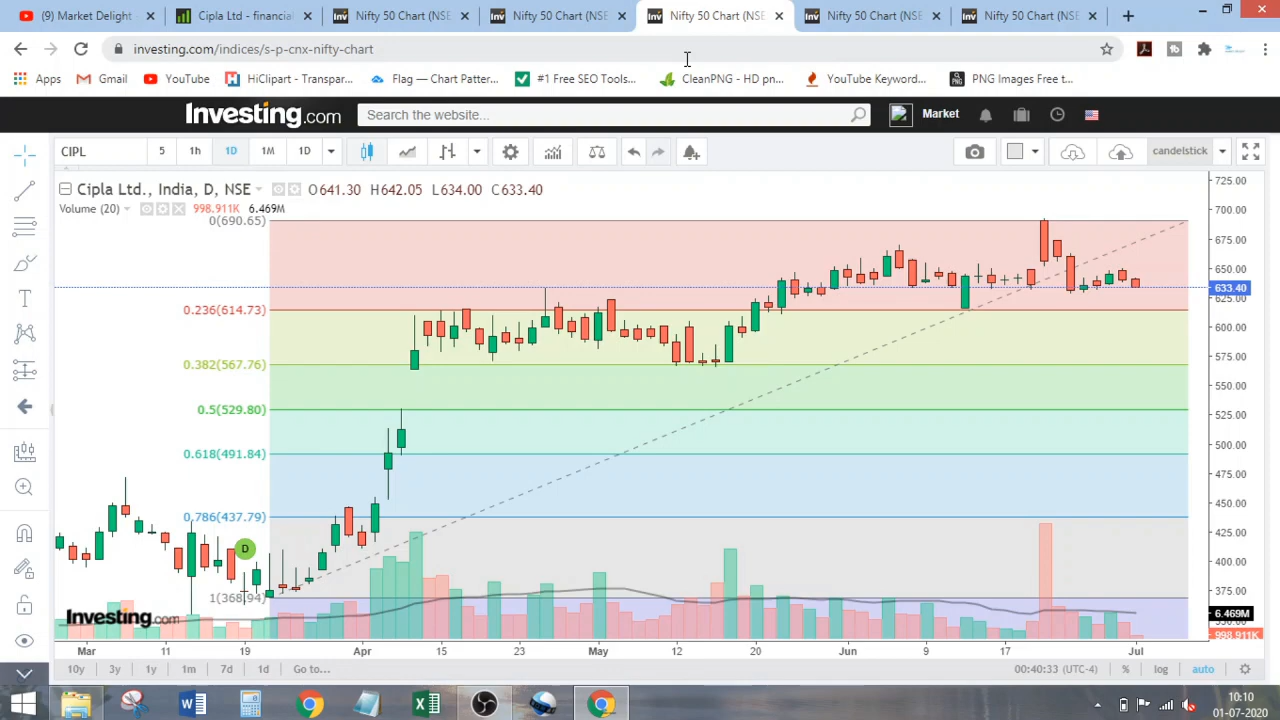 Market Delight - YouTube
Cipla Ltd - financial
Nifty 50 Chart (NSE
Nifty 50 Chart (NSE
Nifty 50 Chart (NSE
Nifty 50 Chart (NSE
Nifty 50 Chart (NSE
investing.com/indices/s-p-cnx-nifty-chart
Apps
Gmail
YouTube
HiClipart - Transpar...
Flag — Chart Patter...
#1 Free SEO Tools...
CleanPNG - HD pn...
YouTube Keyword...
PNG Images Free t...
Investing.com
Search the website...
Market
CIPL
5
1h
1D
1M
1D
candelstick
Cipla Ltd., India, D, NSE
O641.30 H642.05 L634.00 C633.40
Volume (20)
998.911K 6.469M
0(690.65)
0.236(614.73)
0.382(567.76)
0.5(529.80)
0.618(491.84)
0.786(437.79)
1(368.94)
D
Investing.com
725.00
700.00
675.00
650.00
633.40
625.00
600.00
575.00
550.00
525.00
500.00
475.00
450.00
425.00
400.00
375.00
6.469M
998.911K
Mar 11 19 Apr 15 23 May 12 20 Jun 9 17 Jul
10y 3y 1y 1m 7d 1d Go to...
00:40:33 (UTC-4) % log auto
10:10
01-07-2020